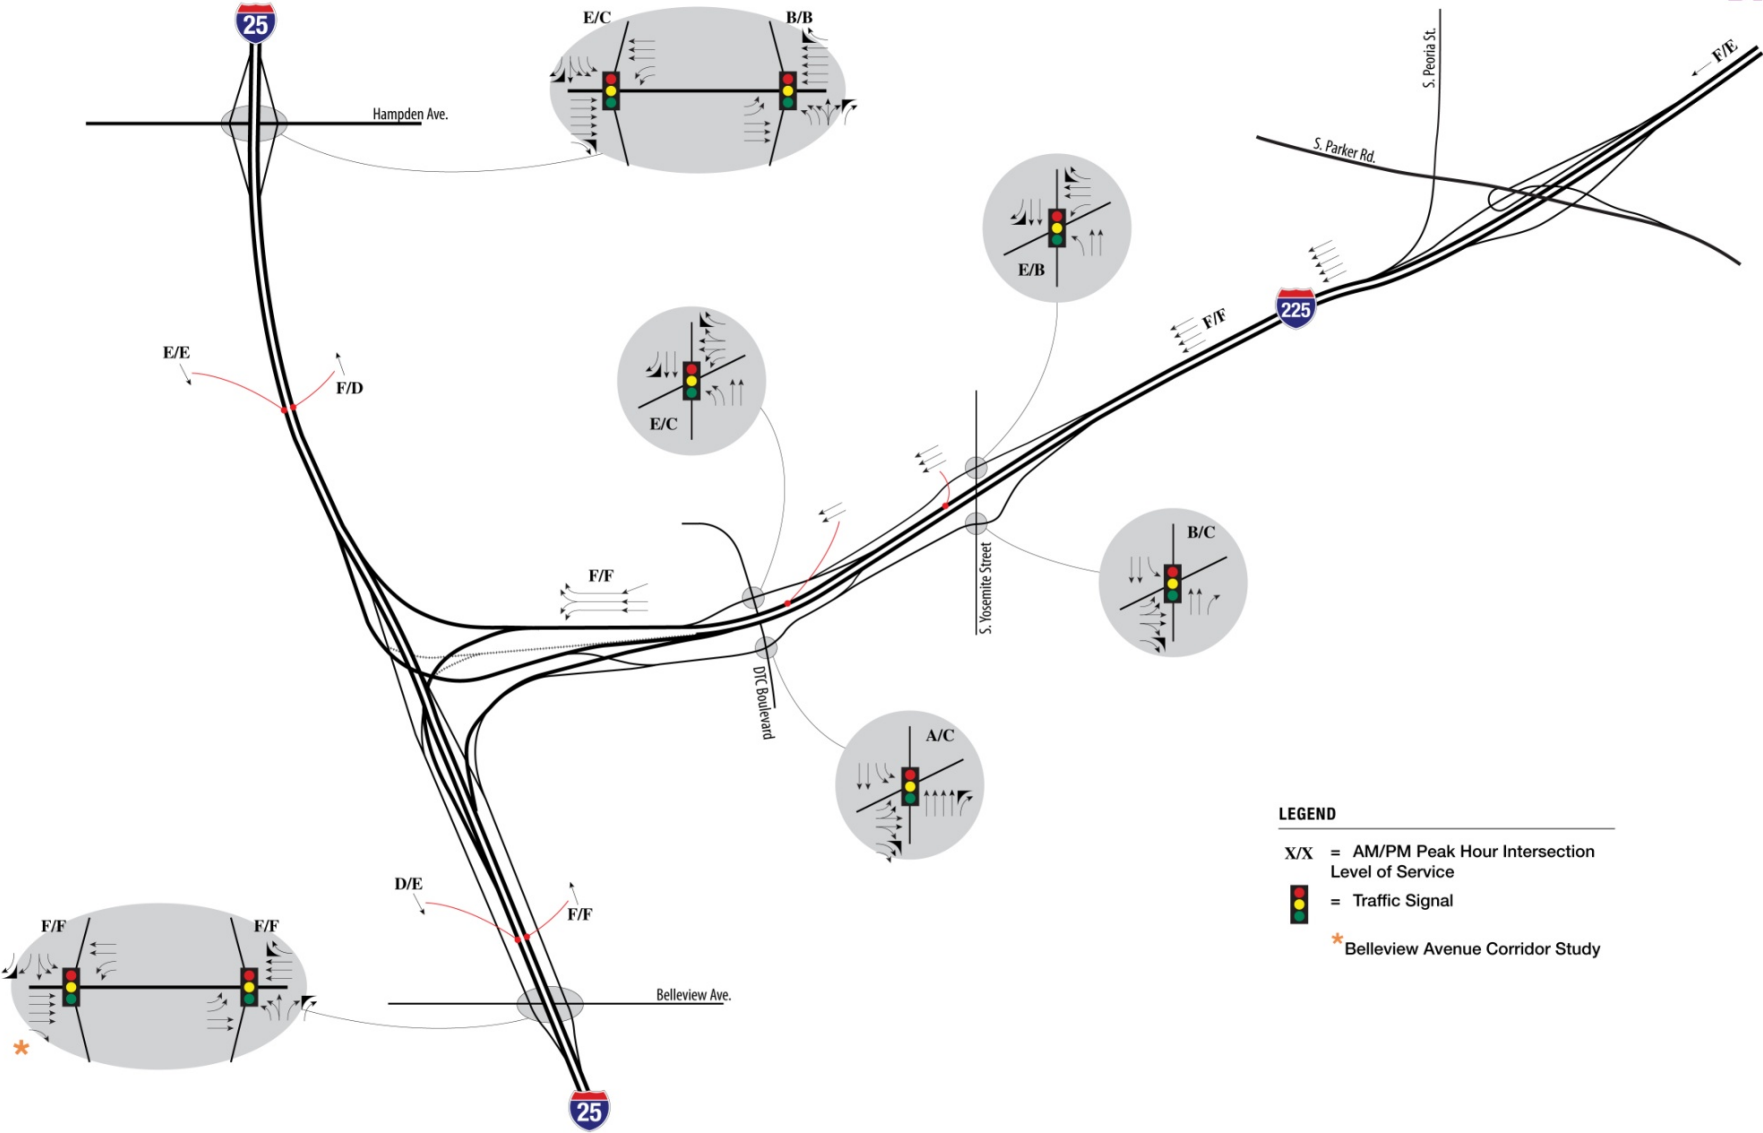 25
E/C
B/B
Hampden Ave.
S. Peoria St.
F/E
S. Parker Rd.
E/B
225
F/F
E/E
F/D
E/C
B/C
S. Yosemite Street
F/F
DTC Boulevard
A/C
D/E
F/F
F/F
F/F
Belleview Ave.
*
25
LEGEND
X/X = AM/PM Peak Hour Intersection
Level of Service
= Traffic Signal
* Belleview Avenue Corridor Study